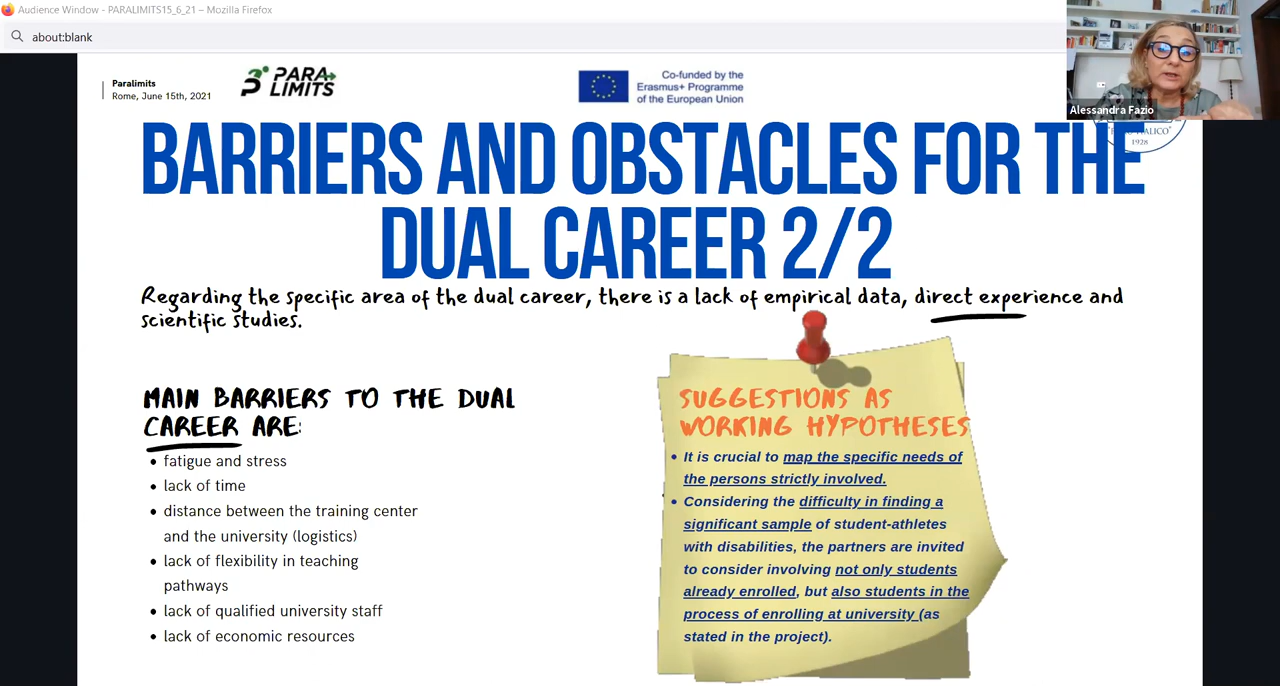 Audience Window - PARALIMITS15_6_21 – Mozilla Firefox
about:blank
Paralimits
Rome, June 15th, 2021
PARA
LIMITS
Co-funded by the
Erasmus+ Programme
of the European Union
Alessandra Fazio
1928
BARRIERS AND OBSTACLES FOR THE
DUAL CAREER 2/2
Regarding the specific area of the dual career, there is a lack of empirical data, direct experience and
scientific studies.
MAIN BARRIERS TO THE DUAL
CAREER ARE:
• fatigue and stress
• lack of time
• distance between the training center
and the university (logistics)
• lack of flexibility in teaching
pathways
• lack of qualified university staff
• lack of economic resources
SUGGESTIONS AS
WORKING HYPOTHESES
• It is crucial to map the specific needs of
the persons strictly involved.
• Considering the difficulty in finding a
significant sample of student-athletes
with disabilities, the partners are invited
to consider involving not only students
already enrolled, but also students in the
process of enrolling at university (as
stated in the project).